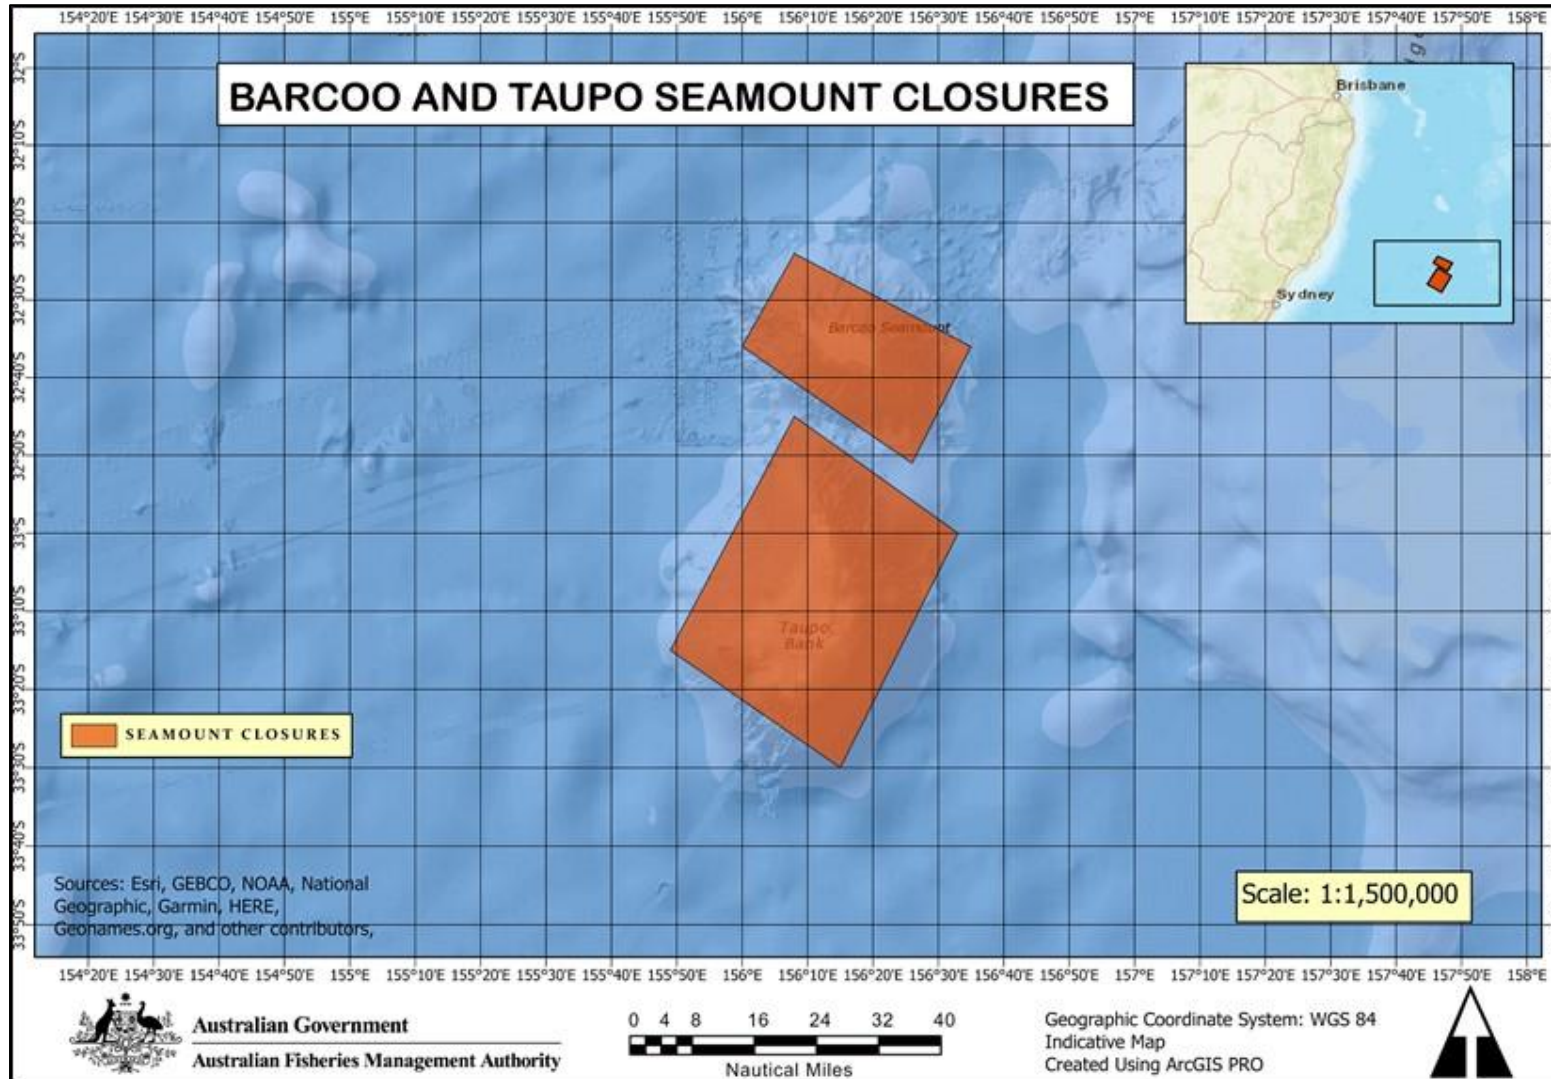 154°20'E 154°30'E 154°40'E 154°50'E 155°E 155°10'E 155°20'E 155°30'E 155°40'E 155°50'E 156°E 156°10'E 156°20'E 156°30'E 156°40'E 156°50'E 157°E 157°10'E 157°20'E 157°30'E 157°40'E 157°50'E 158°E
BARCOO AND TAUPO SEAMOUNT CLOSURES
Brisbane
Sydney
32°S
32°10'S
32°20'S
32°30'S
32°40'S
32°50'S
33°S
33°10'S
33°20'S
33°30'S
33°40'S
33°50'S
Barcoo Seamount
Taupo
Bank
SEAMOUNT CLOSURES
Sources: Esri, GEBCO, NOAA, National
Geographic, Garmin, HERE,
Geonames.org, and other contributors,
Scale: 1:1,500,000
154°20'E 154°30'E 154°40'E 154°50'E 155°E 155°10'E 155°20'E 155°30'E 155°40'E 155°50'E 156°E 156°10'E 156°20'E 156°30'E 156°40'E 156°50'E 157°E 157°10'E 157°20'E 157°30'E 157°40'E 157°50'E 158°E
Australian Government
Australian Fisheries Management Authority
0 4 8 16 24 32 40
Nautical Miles
Geographic Coordinate System: WGS 84
Indicative Map
Created Using ArcGIS PRO